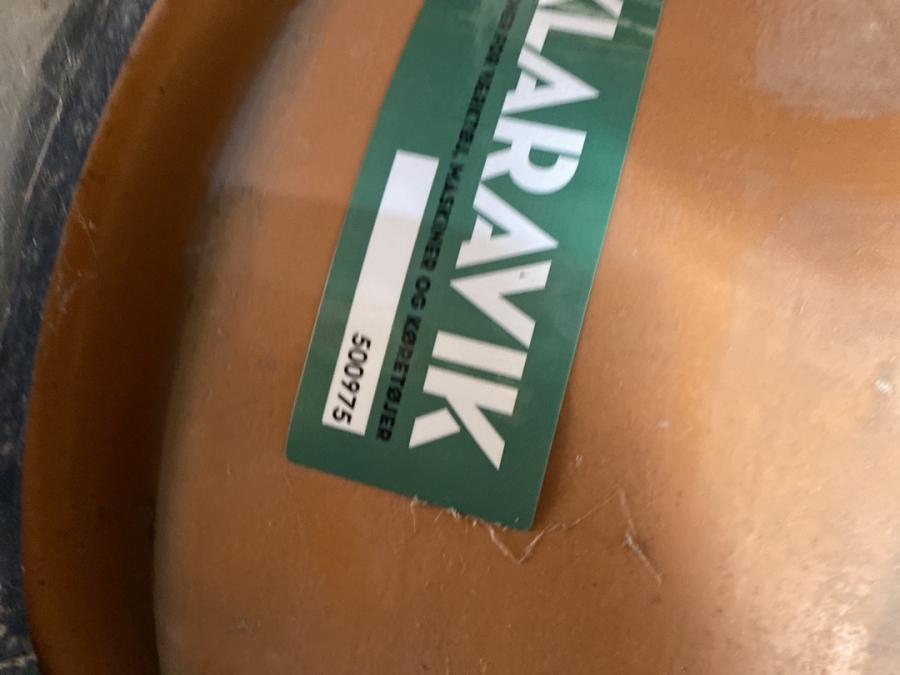 KLARAVIK
FOR VÆRKTØJ, MASKINER OG KØRETØJER
500975